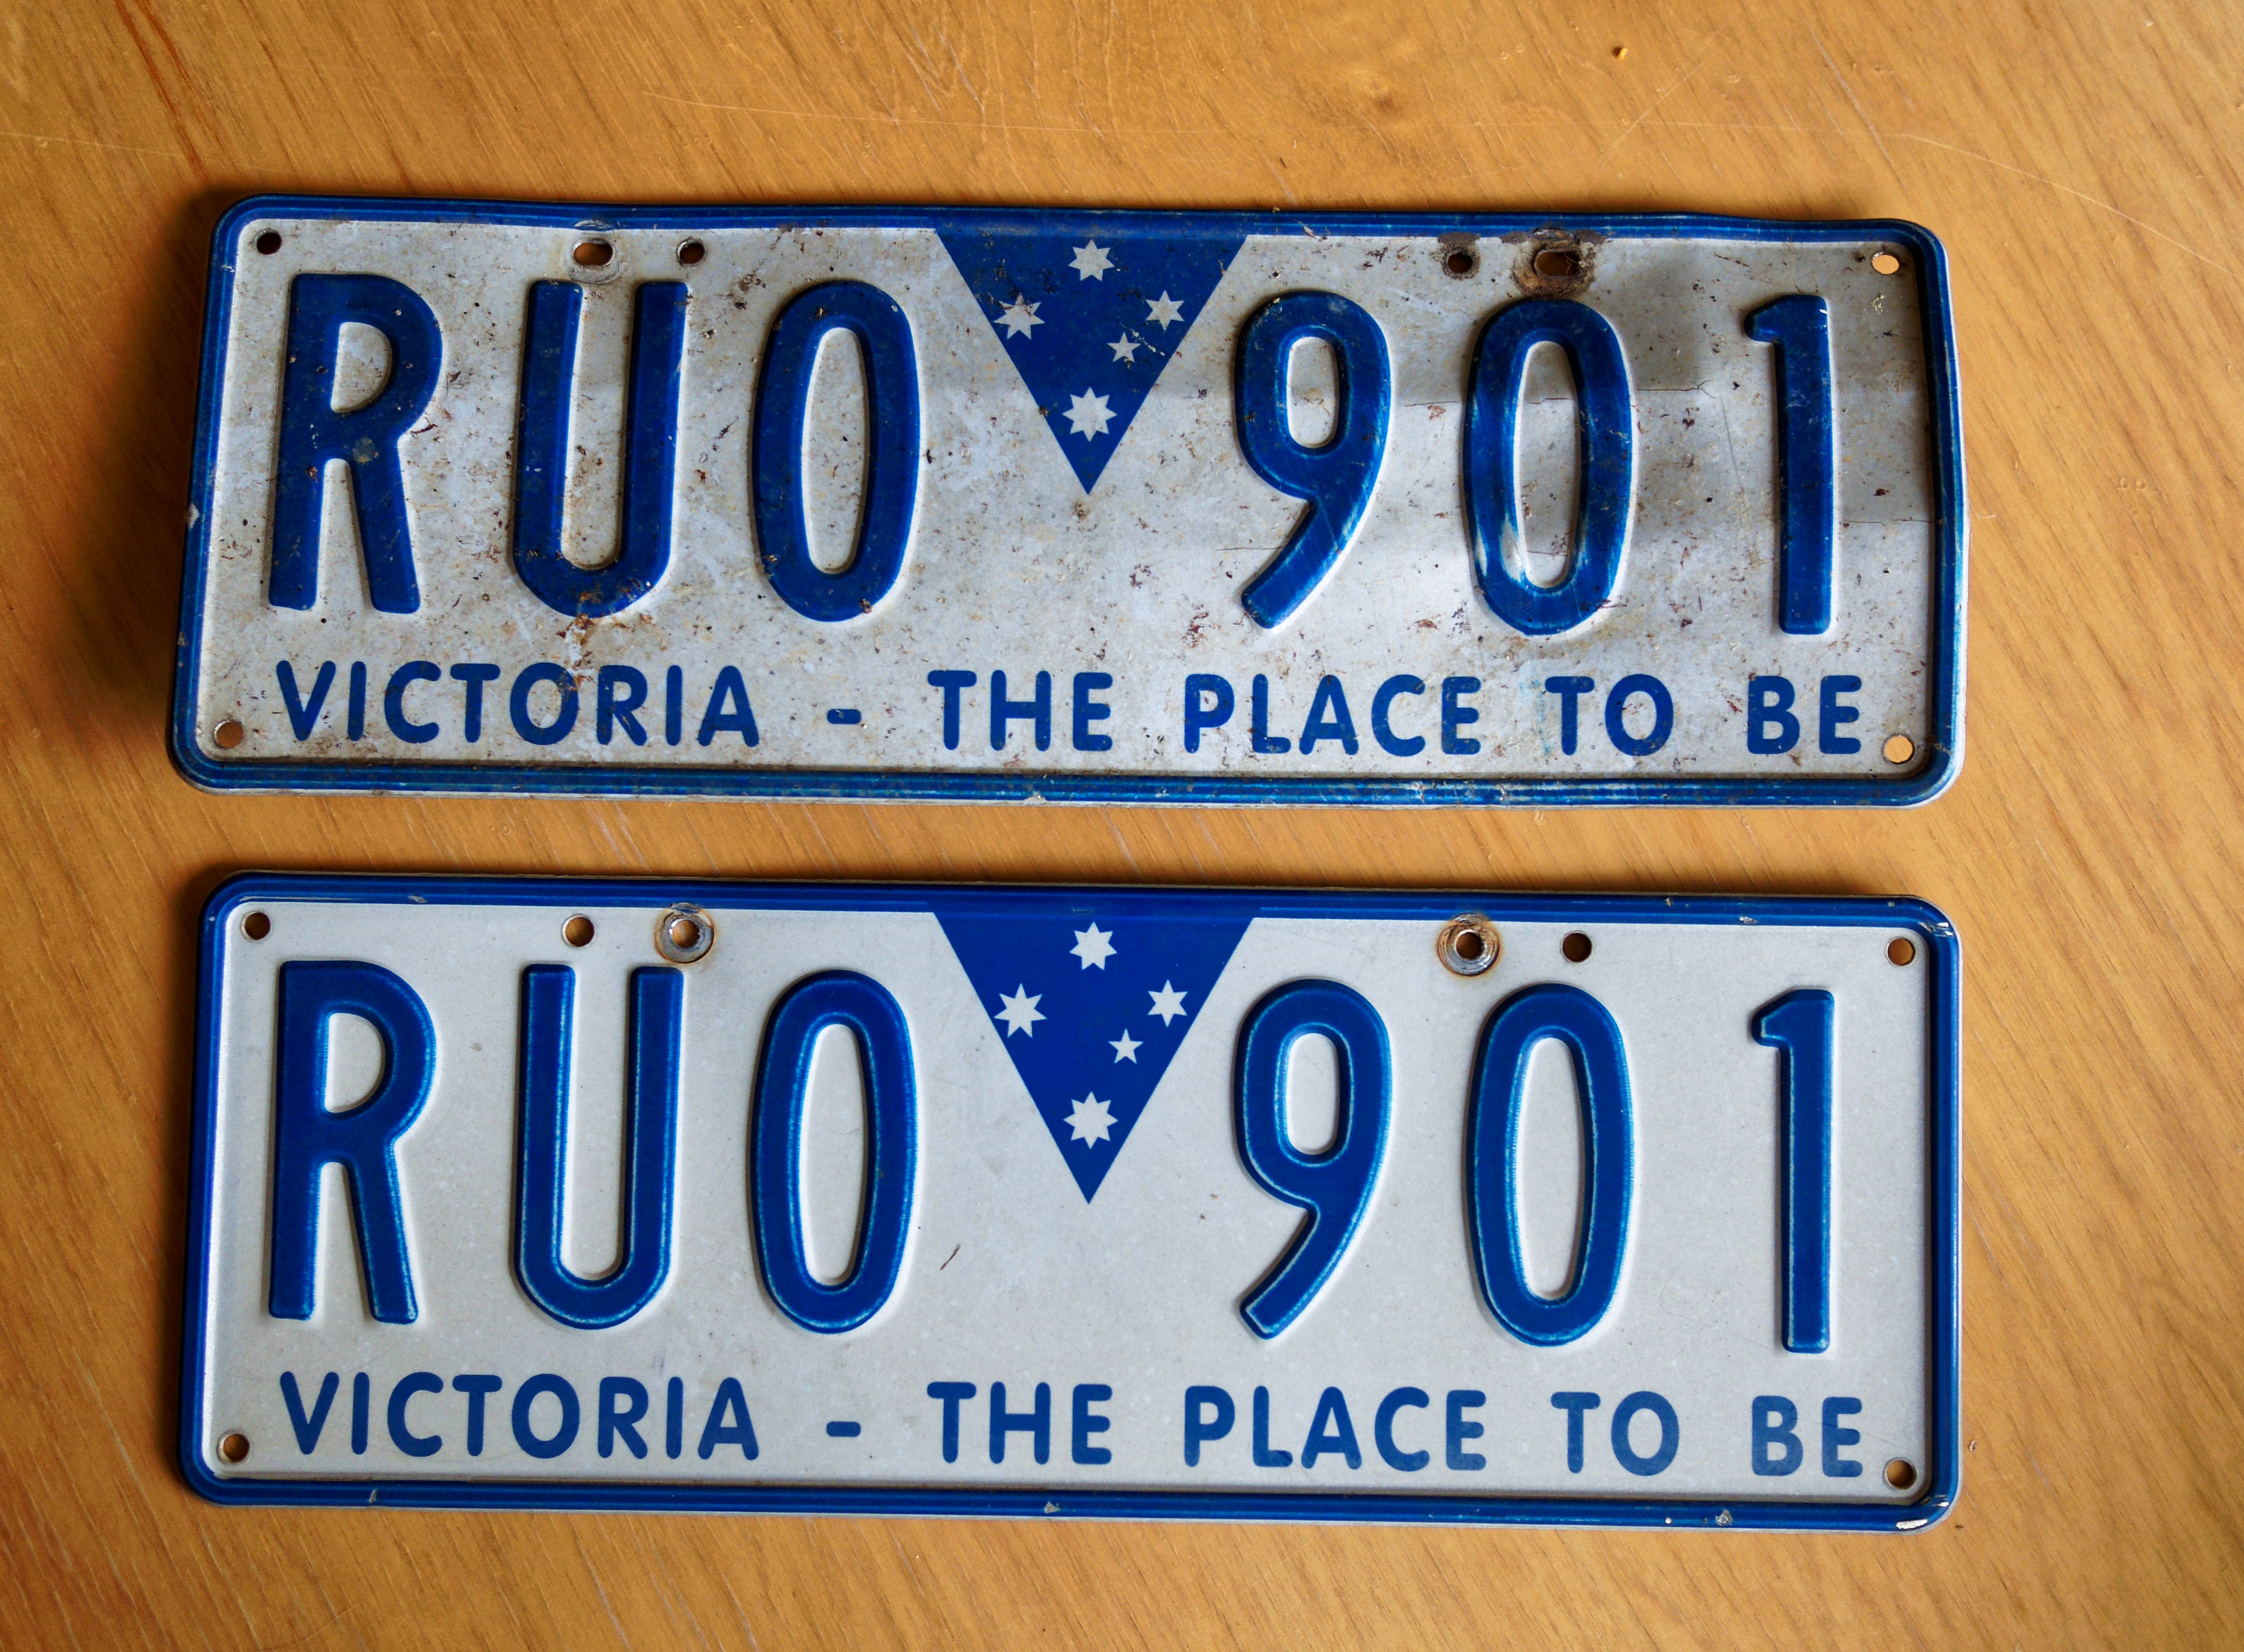 RUO 901
VICTORIA - THE PLACE TO BE
RUO 901
VICTORIA - THE PLACE TO BE